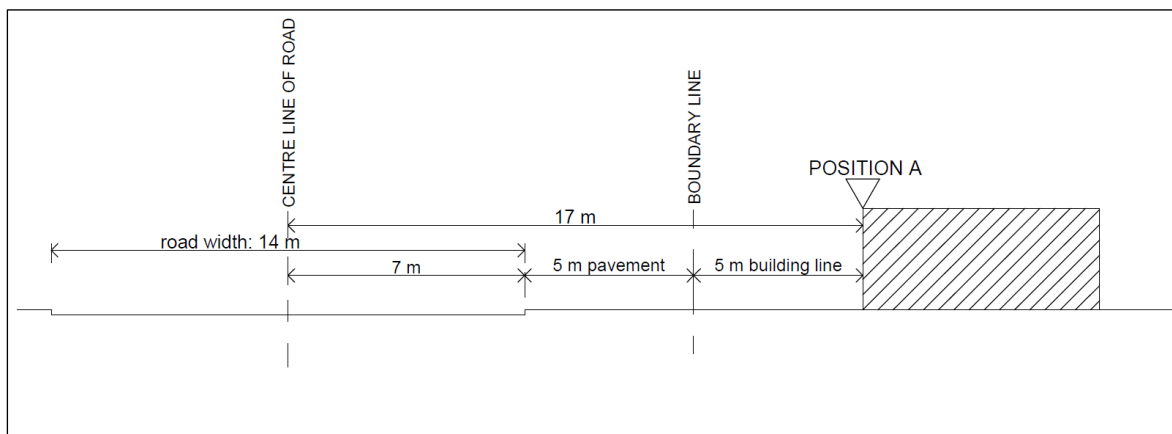 CENTRE LINE OF ROAD
BOUNDARY LINE
POSITION A
17 m
road width: 14 m
7 m
5 m pavement
5 m building line